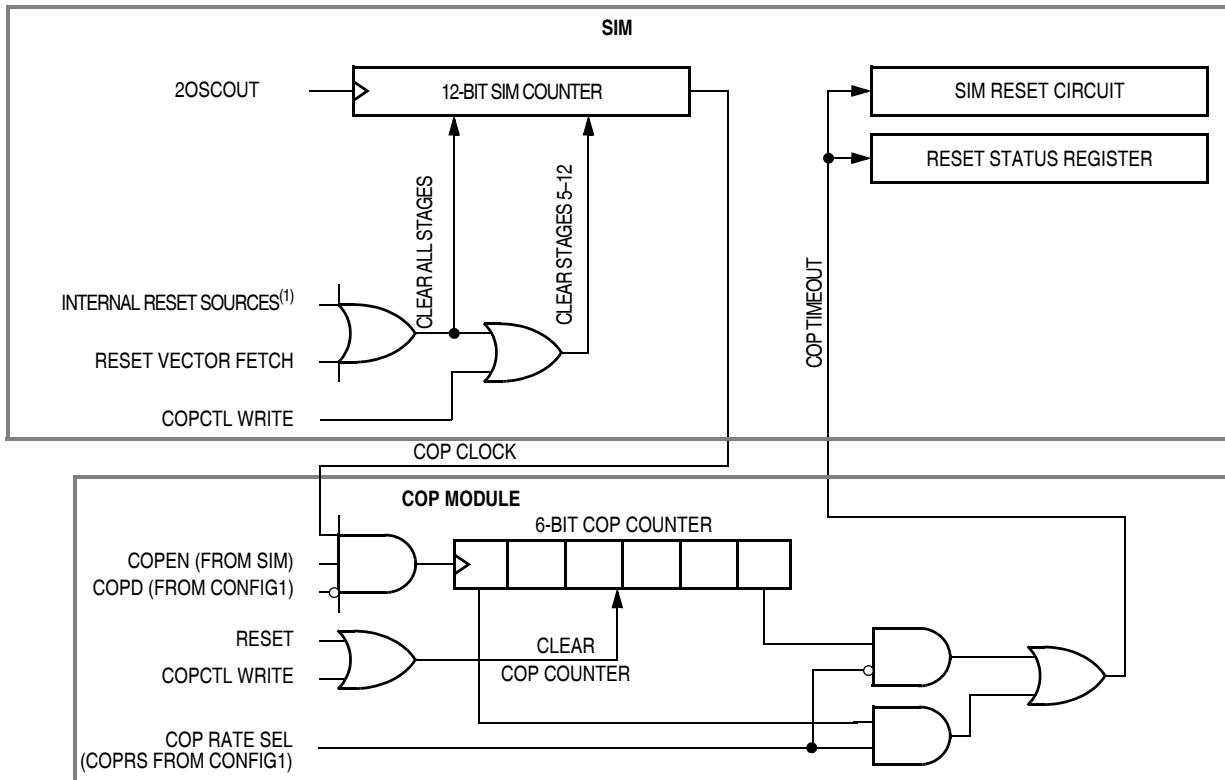 SIM
2OSCOUT
12-BIT SIM COUNTER
SIM RESET CIRCUIT
RESET STATUS REGISTER
CLEAR ALL STAGES
CLEAR STAGES 5–12
COP TIMEOUT
INTERNAL RESET SOURCES(1)
RESET VECTOR FETCH
COPCTL WRITE
COP CLOCK
COP MODULE
6-BIT COP COUNTER
COPEN (FROM SIM)
COPD (FROM CONFIG1)
RESET
COPCTL WRITE
CLEAR
COP COUNTER
COP RATE SEL
(COPRS FROM CONFIG1)